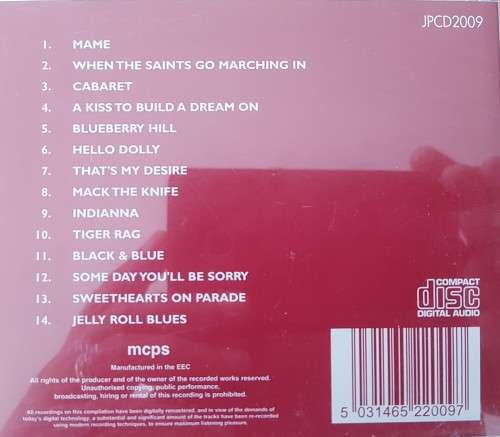 JPCD2009
1. MAME
2. WHEN THE SAINTS GO MARCHING IN
3. CABARET
4. A KISS TO BUILD A DREAM ON
5. BLUEBERRY HILL
6. HELLO DOLLY
7. THAT'S MY DESIRE
8. MACK THE KNIFE
9. INDIANNA
10. TIGER RAG
11. BLACK & BLUE
12. SOME DAY YOU'LL BE SORRY
13. SWEETHEARTS ON PARADE
14. JELLY ROLL BLUES
COMPACT
disc
DIGITAL AUDIO
mcps
Manufactured in the EEC
All rights of the producer and of the owner of the recorded works reserved.
Unauthorised copying, public performance,
broadcasting, hiring or rental of this recording is prohibited.
All recordings on this compilation have been digitally remastered, and in view of the demands of
today's digital technology, a substantial and significant amount of the tracks have been re-recorded
using modern recording techniques, to ensure maximum listening pleasure.
5 031465 220097